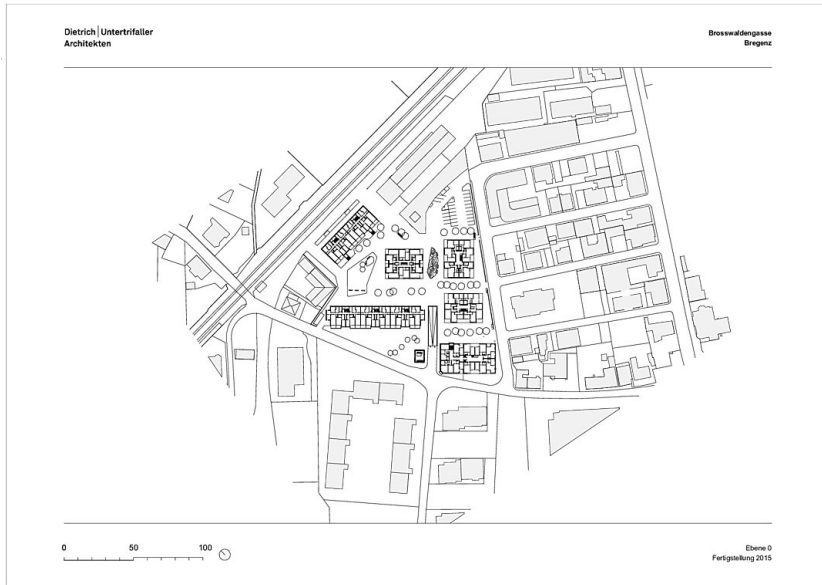 Dietrich | Untertrifaller
Architekten
Brosswaldengasse
Bregenz
0 50 100
Ebene 0
Fertigstellung 2015